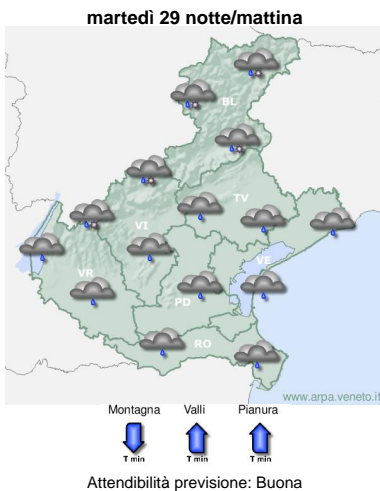 martedì 29 notte/mattina
BL
TV
VI
VE
VR
PD
RO
www.arpa.veneto.it
Montagna Valli Pianura
T min T min T min
Attendibilità previsione: Buona